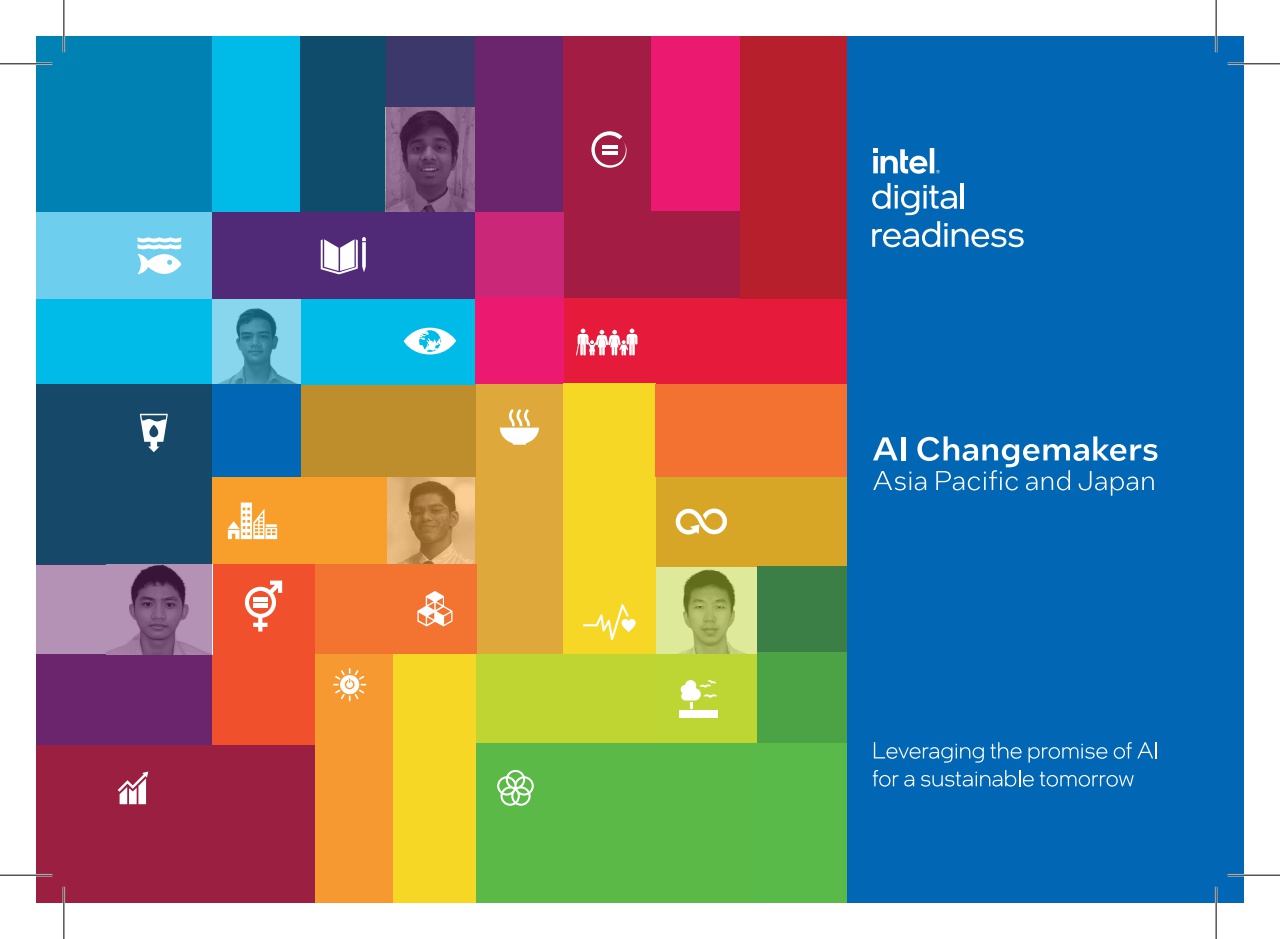 intel.
digital
readiness
AI Changemakers
Asia Pacific and Japan
Leveraging the promise of AI
for a sustainable tomorrow